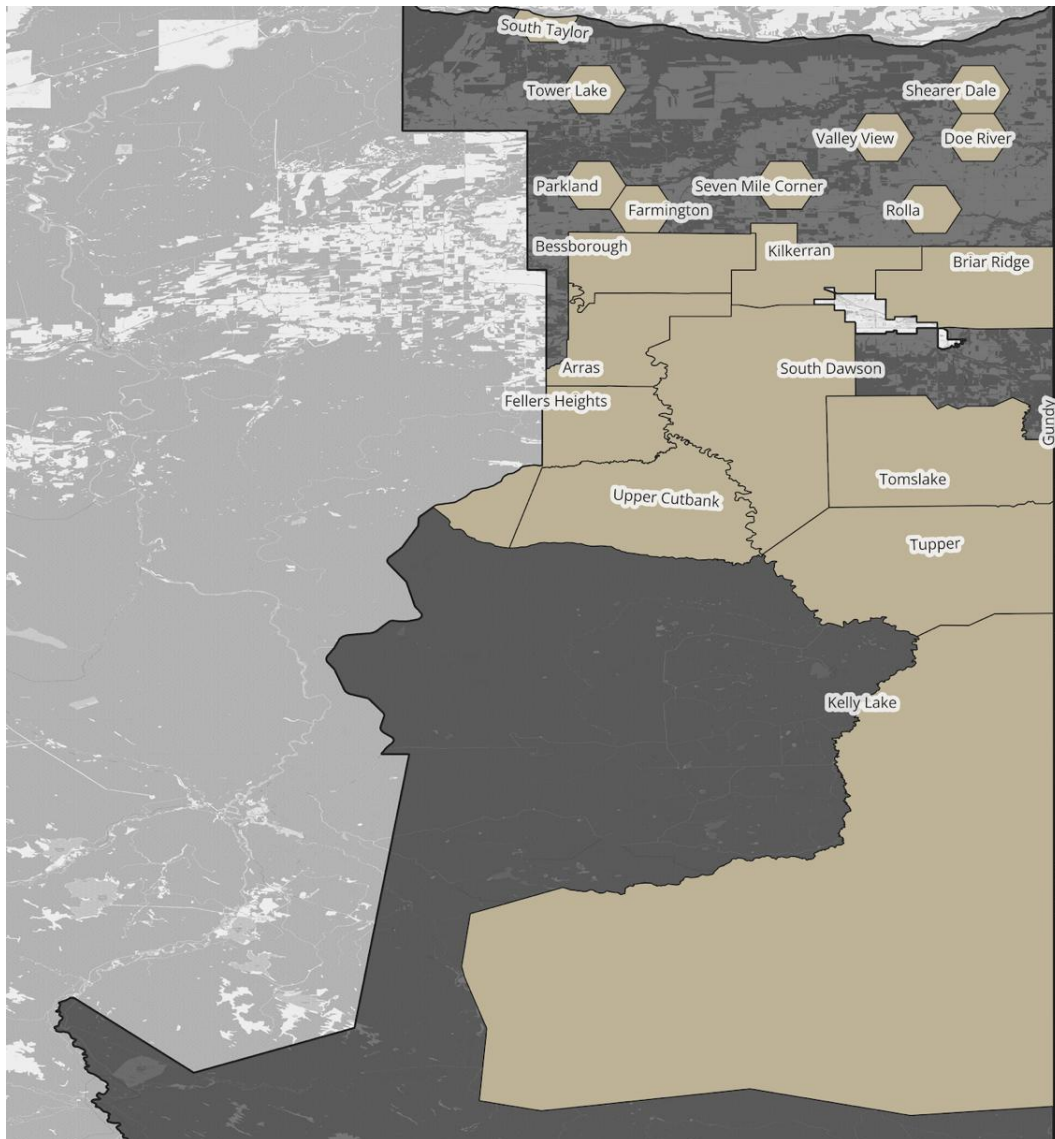 South Taylor
Tower Lake
Shearer Dale
Valley View
Doe River
Parkland
Seven Mile Corner
Farmington
Rolla
Bessborough
Kilkerran
Briar Ridge
Arras
South Dawson
Fellers Heights
Gundy
Tomslake
Upper Cutbank
Tupper
Kelly Lake